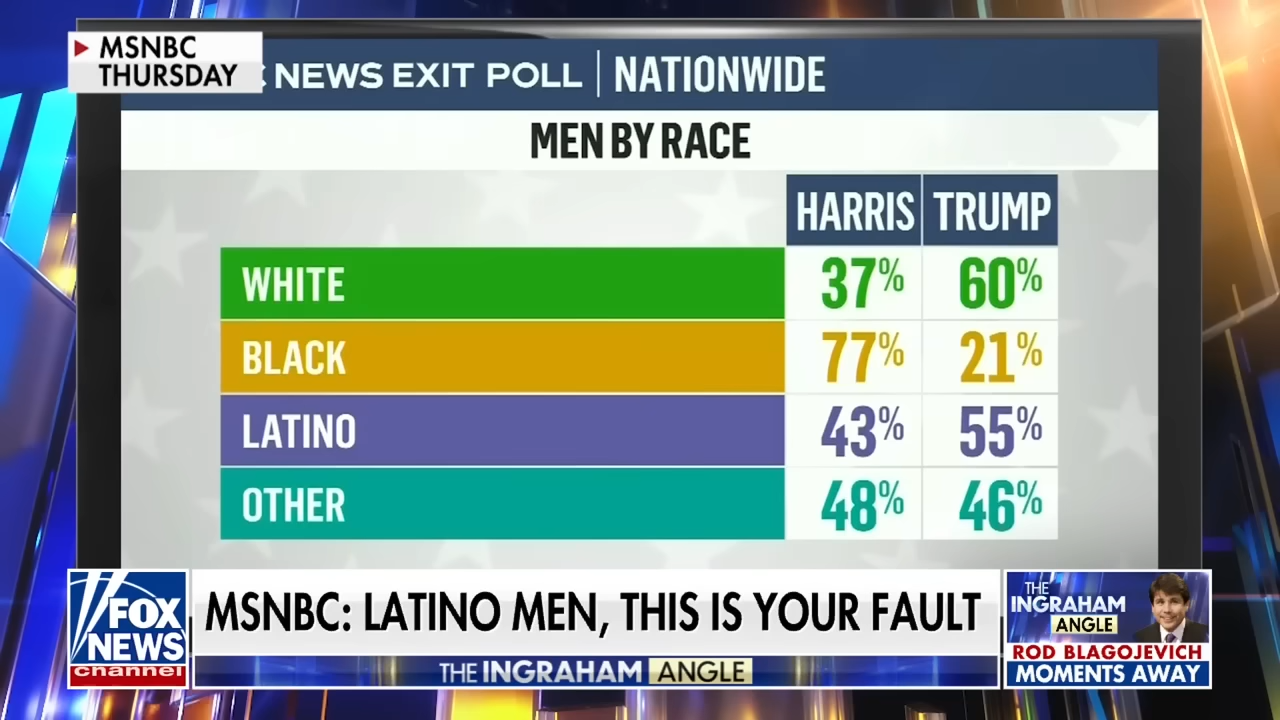 MSNBC
THURSDAY
NEWS EXIT POLL | NATIONWIDE
MEN BY RACE
HARRIS TRUMP
WHITE 37% 60%
BLACK 77% 21%
LATINO 43% 55%
OTHER 48% 46%
FOX
NEWS
channel
MSNBC: LATINO MEN, THIS IS YOUR FAULT
THE INGRAHAM ANGLE
THE
INGRAHAM
ANGLE
ROD BLAGOJEVICH
MOMENTS AWAY